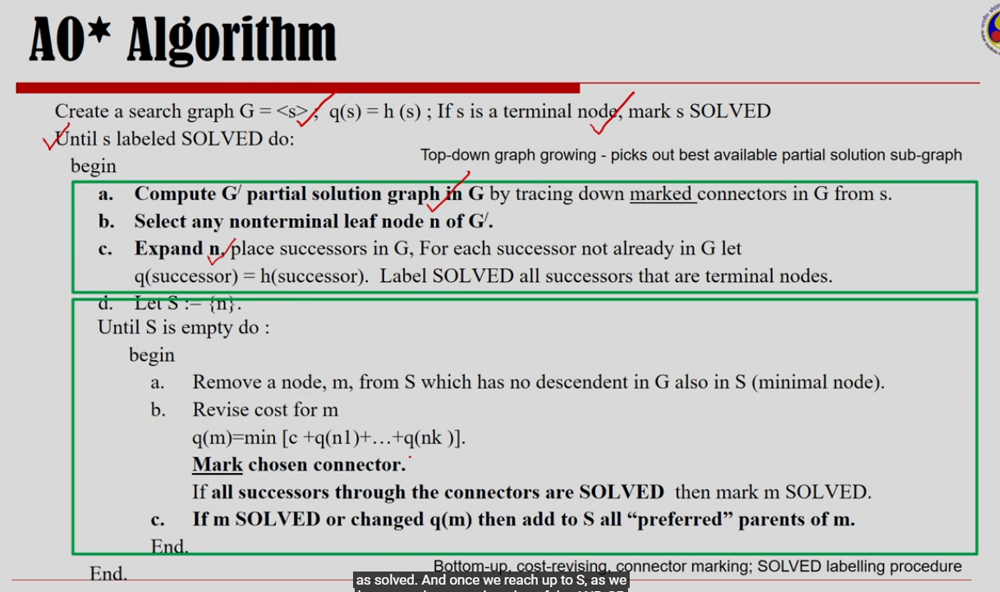 AO* Algorithm
Create a search graph G = <s> ; q(s) = h (s) ; If s is a terminal node, mark s SOLVED
Until s labeled SOLVED do:
Top-down graph growing - picks out best available partial solution sub-graph
begin
a. Compute G/ partial solution graph in G by tracing down marked connectors in G from s.
b. Select any nonterminal leaf node n of G/.
c. Expand n, place successors in G, For each successor not already in G let
q(successor) = h(successor). Label SOLVED all successors that are terminal nodes.
d. Let S := {n}.
Until S is empty do :
begin
a. Remove a node, m, from S which has no descendent in G also in S (minimal node).
b. Revise cost for m
q(m)=min [c +q(n1)+…+q(nk )].
Mark chosen connector.
If all successors through the connectors are SOLVED then mark m SOLVED.
c. If m SOLVED or changed q(m) then add to S all “preferred” parents of m.
End.
Bottom-up, cost-revising, connector marking; SOLVED labelling procedure
End.
as solved. And once we reach up to S, as we